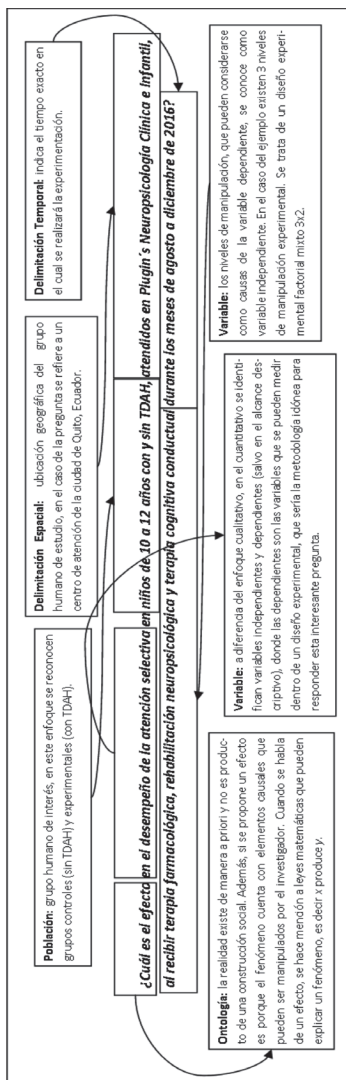 Población: grupo humano de interés, en este enfoque se reconocen
grupos controles (sin TDAH) y experimentales (con TDAH).
Delimitación Espacial: ubicación geográfica del grupo
humano de estudio, en el caso de la pregunta se refiere a un
centro de atención de la ciudad de Quito, Ecuador.
Delimitación Temporal: indica el tiempo exacto en
el cual se realizará la experimentación.
¿Cuál es el efecto en el desempeño de la atención selectiva en niños de 10 a 12 años con y sin TDAH, atendidos en Plugin´s Neuropsicología Clínica e Infantil,
al recibir terapia farmacológica, rehabilitación neuropsicológica y terapia cognitiva conductual durante los meses de agosto a diciembre de 2016?
Ontología: la realidad existe de manera a priori y no es produc-
to de una construcción social. Además, si se propone un efecto
es porque el fenómeno cuenta con elementos causales que
pueden ser manipulados por el investigador. Cuando se habla
de un efecto, se hace mención a leyes matemáticas que pueden
explicar un fenómeno, es decir x produce y.
Variable: a diferencia del enfoque cualitativo, en el cuantitativo se identi-
fican variables independientes y dependientes (salvo en el alcance des-
criptivo), donde las dependientes son las variables que se pueden medir
dentro de un diseño experimental, que sería la metodología idónea para
responder esta interesante pregunta.
Variable: los niveles de manipulación, que pueden considerarse
como causas de la variable dependiente, se conoce como
variable independiente. En el caso del ejemplo existen 3 niveles
de manipulación experimental. Se trata de un diseño experi-
mental factorial mixto 3x2.